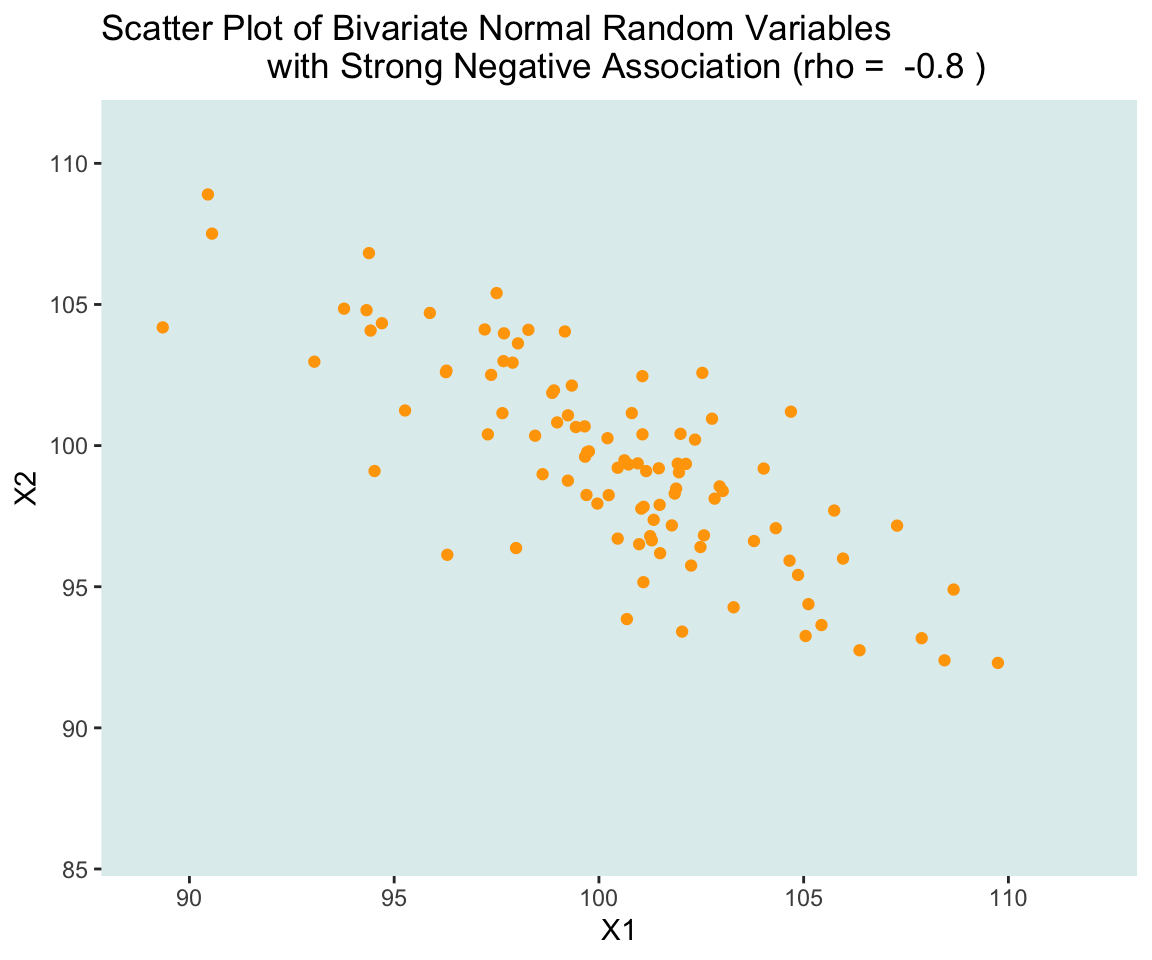 Scatter Plot of Bivariate Normal Random Variables
with Strong Negative Association (rho =  -0.8 )
110
105
100
95
90
85
X2
90 95 100 105 110
X1